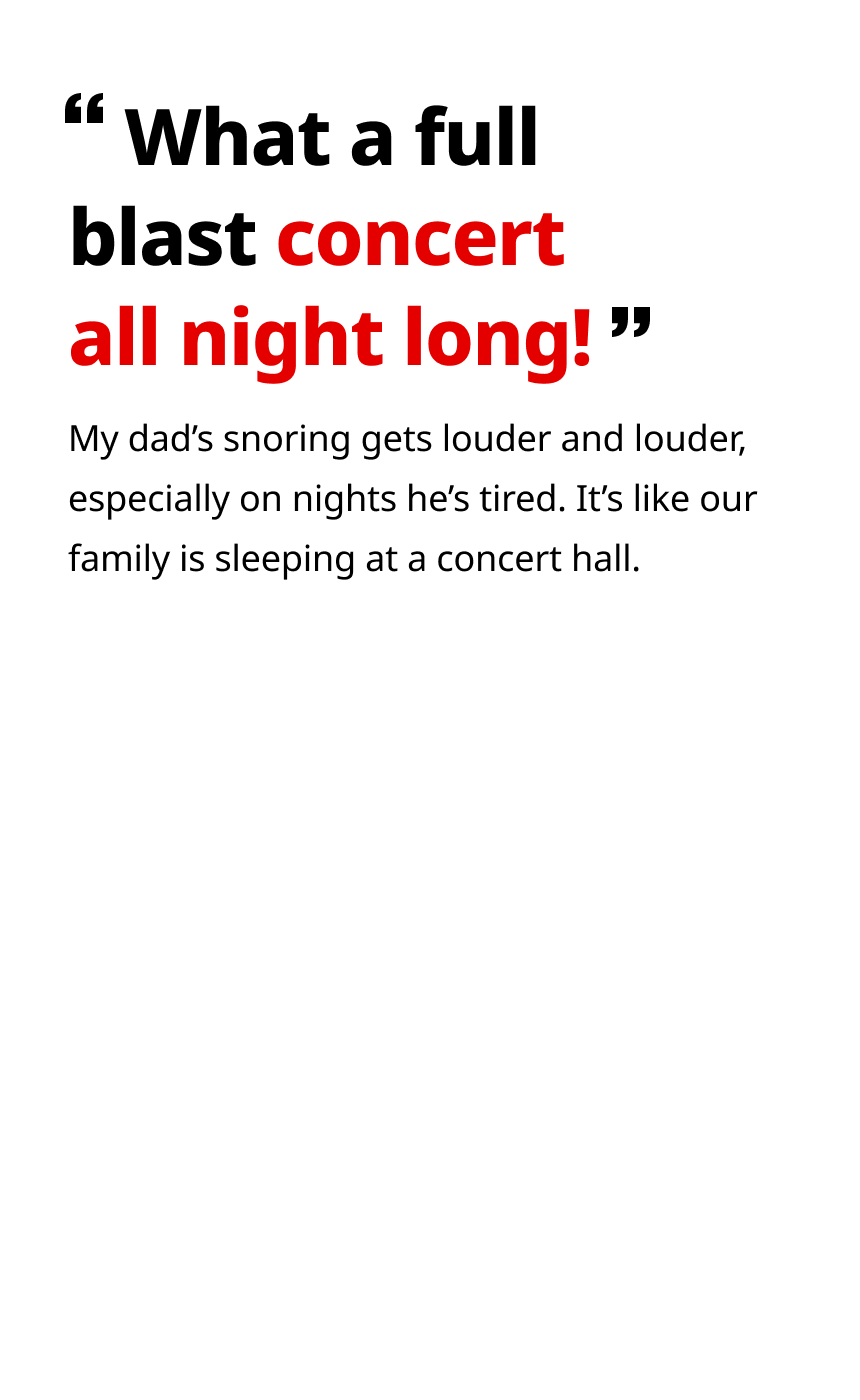 “ What a full
blast concert
all night long! ”
My dad’s snoring gets louder and louder,
especially on nights he’s tired. It’s like our
family is sleeping at a concert hall.